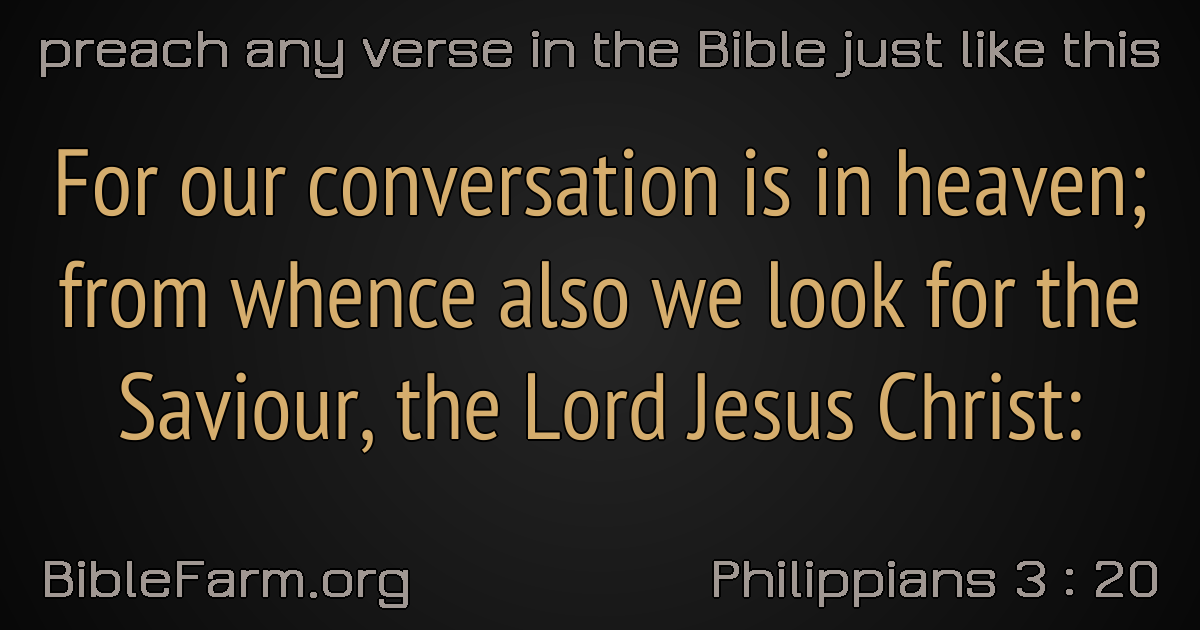 preach any verse in the Bible just like this
For our conversation is in heaven;
from whence also we look for the
Saviour, the Lord Jesus Christ:
BibleFarm.org
Philippians 3 : 20